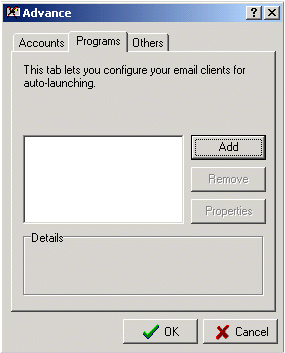 Advance
Accounts Programs Others
This tab lets you configure your email clients for
auto-launching.
Add
Remove
Properties
Details
OK Cancel